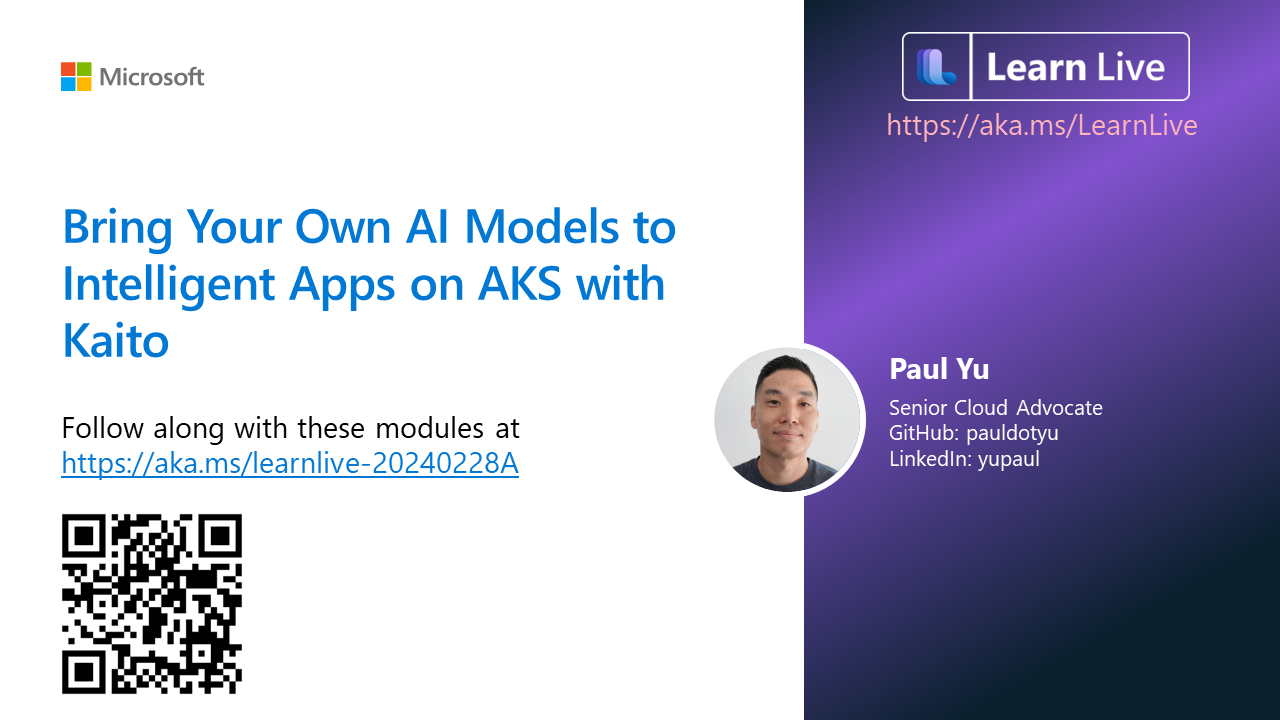 Microsoft
Bring Your Own AI Models to
Intelligent Apps on AKS with
Kaito
Follow along with these modules at
https://aka.ms/learnlive-20240228A
Learn Live
https://aka.ms/LearnLive
Paul Yu
Senior Cloud Advocate
GitHub: pauldotyu
LinkedIn: yupaul